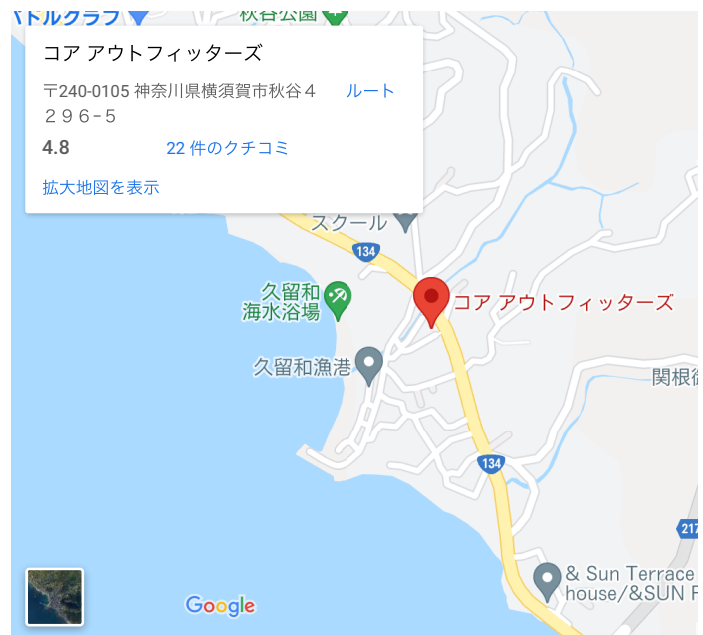 パドルクラブ
秋谷公園
コア アウトフィッターズ
〒240-0105 神奈川県横須賀市秋谷４
２９６−５
ルート
4.8
22 件のクチコミ
拡大地図を表示
スクール
134
久留和
海水浴場
コア アウトフィッターズ
久留和漁港
関根御
134
217
& Sun Terrace
house/&SUN
Google